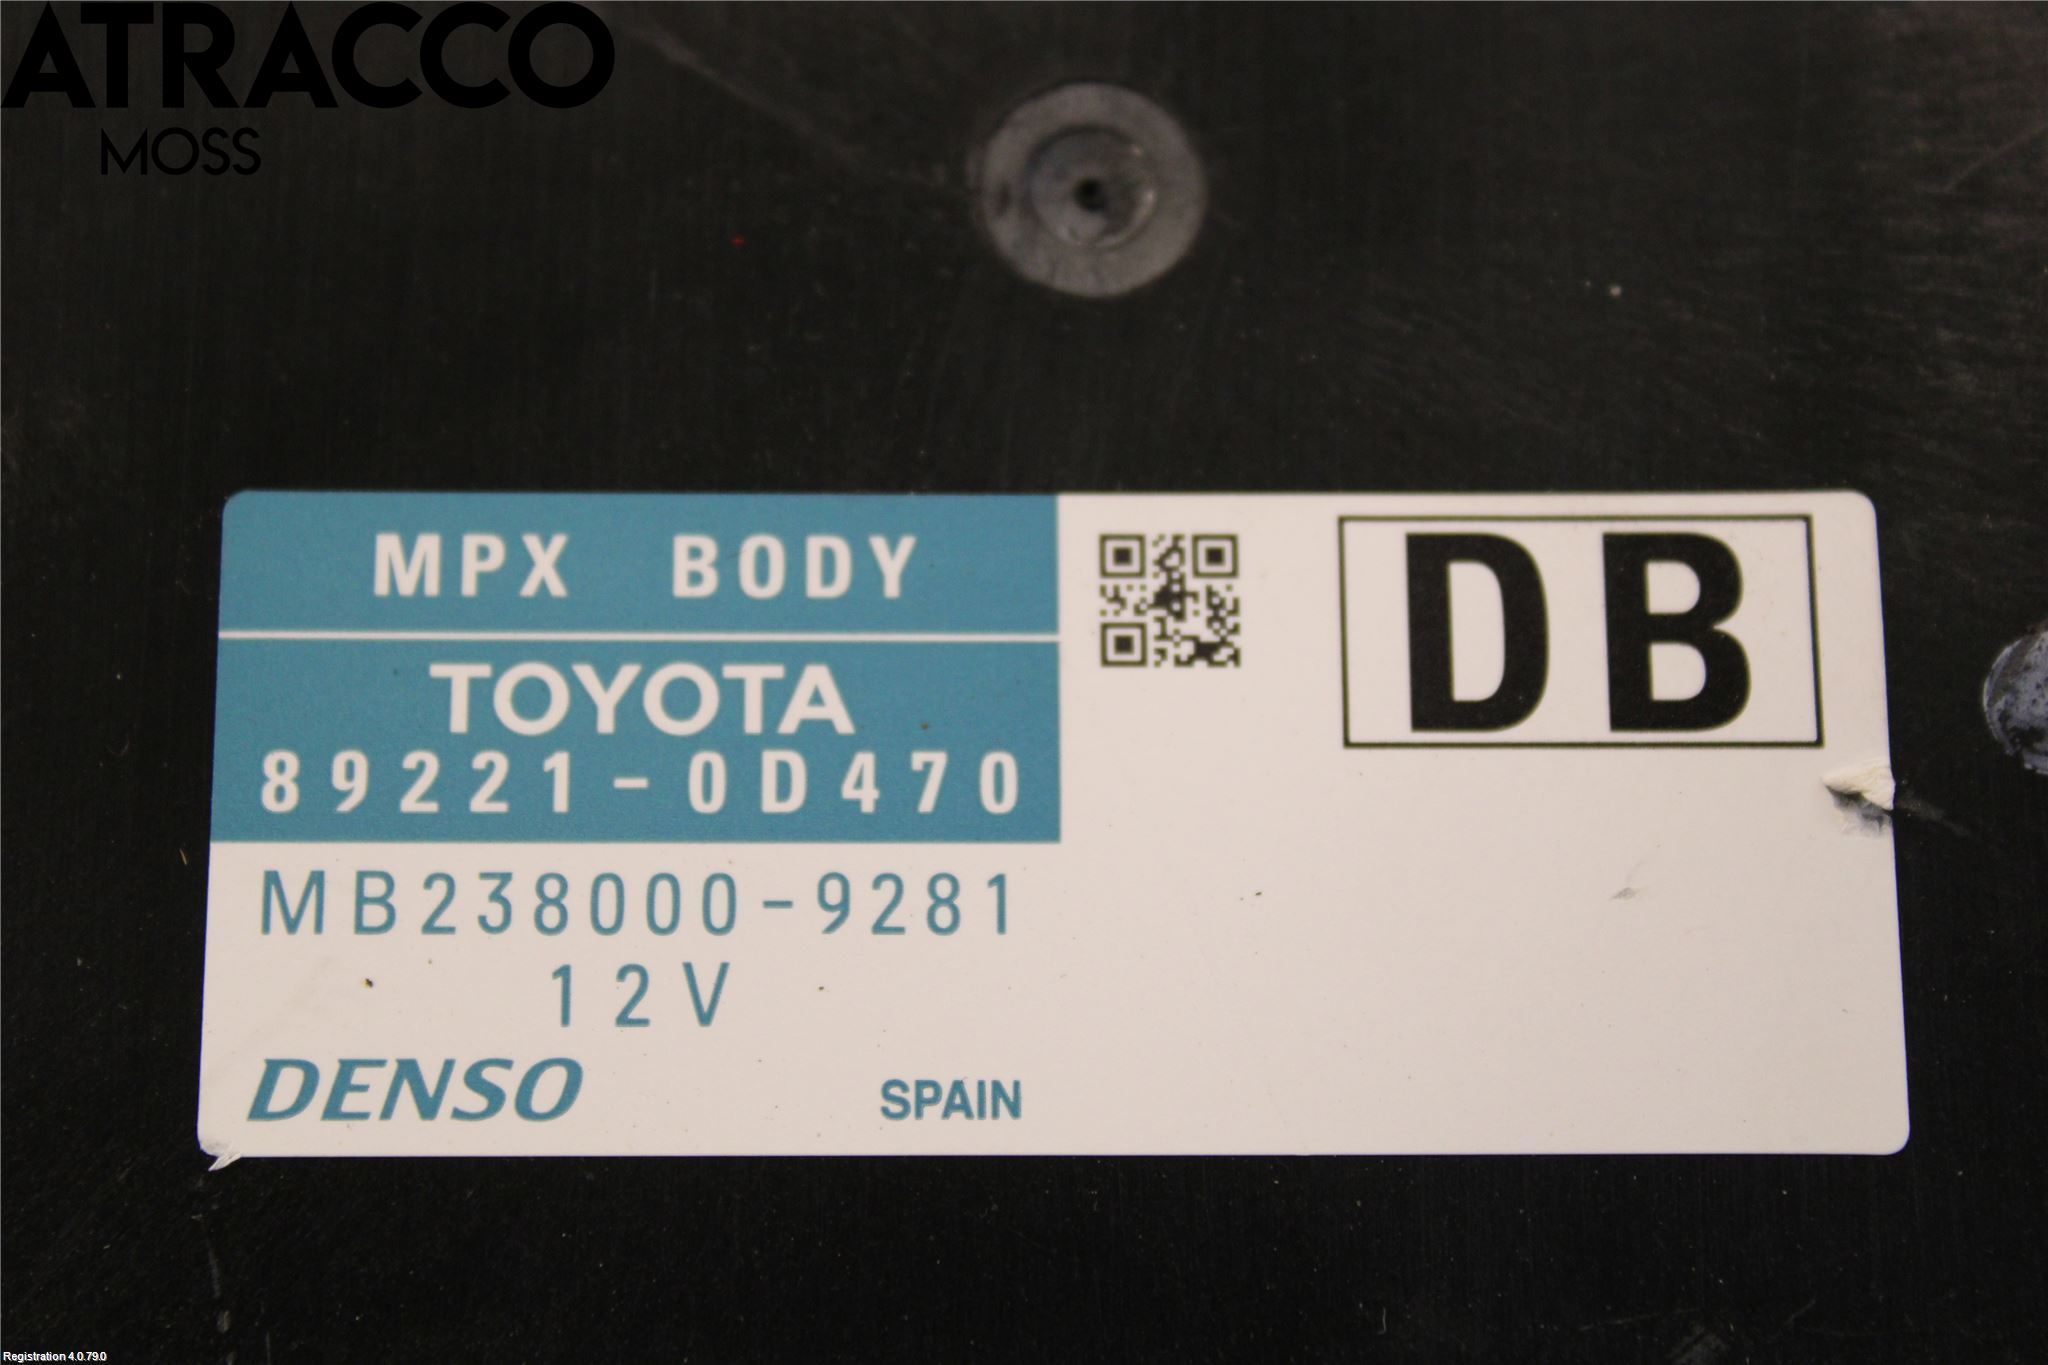 ATRACCO
MOSS
MPX BODY
DB
TOYOTA
89221-0D470
MB238000-9281
12V
DENSO
SPAIN
Registration 4.0.79.0